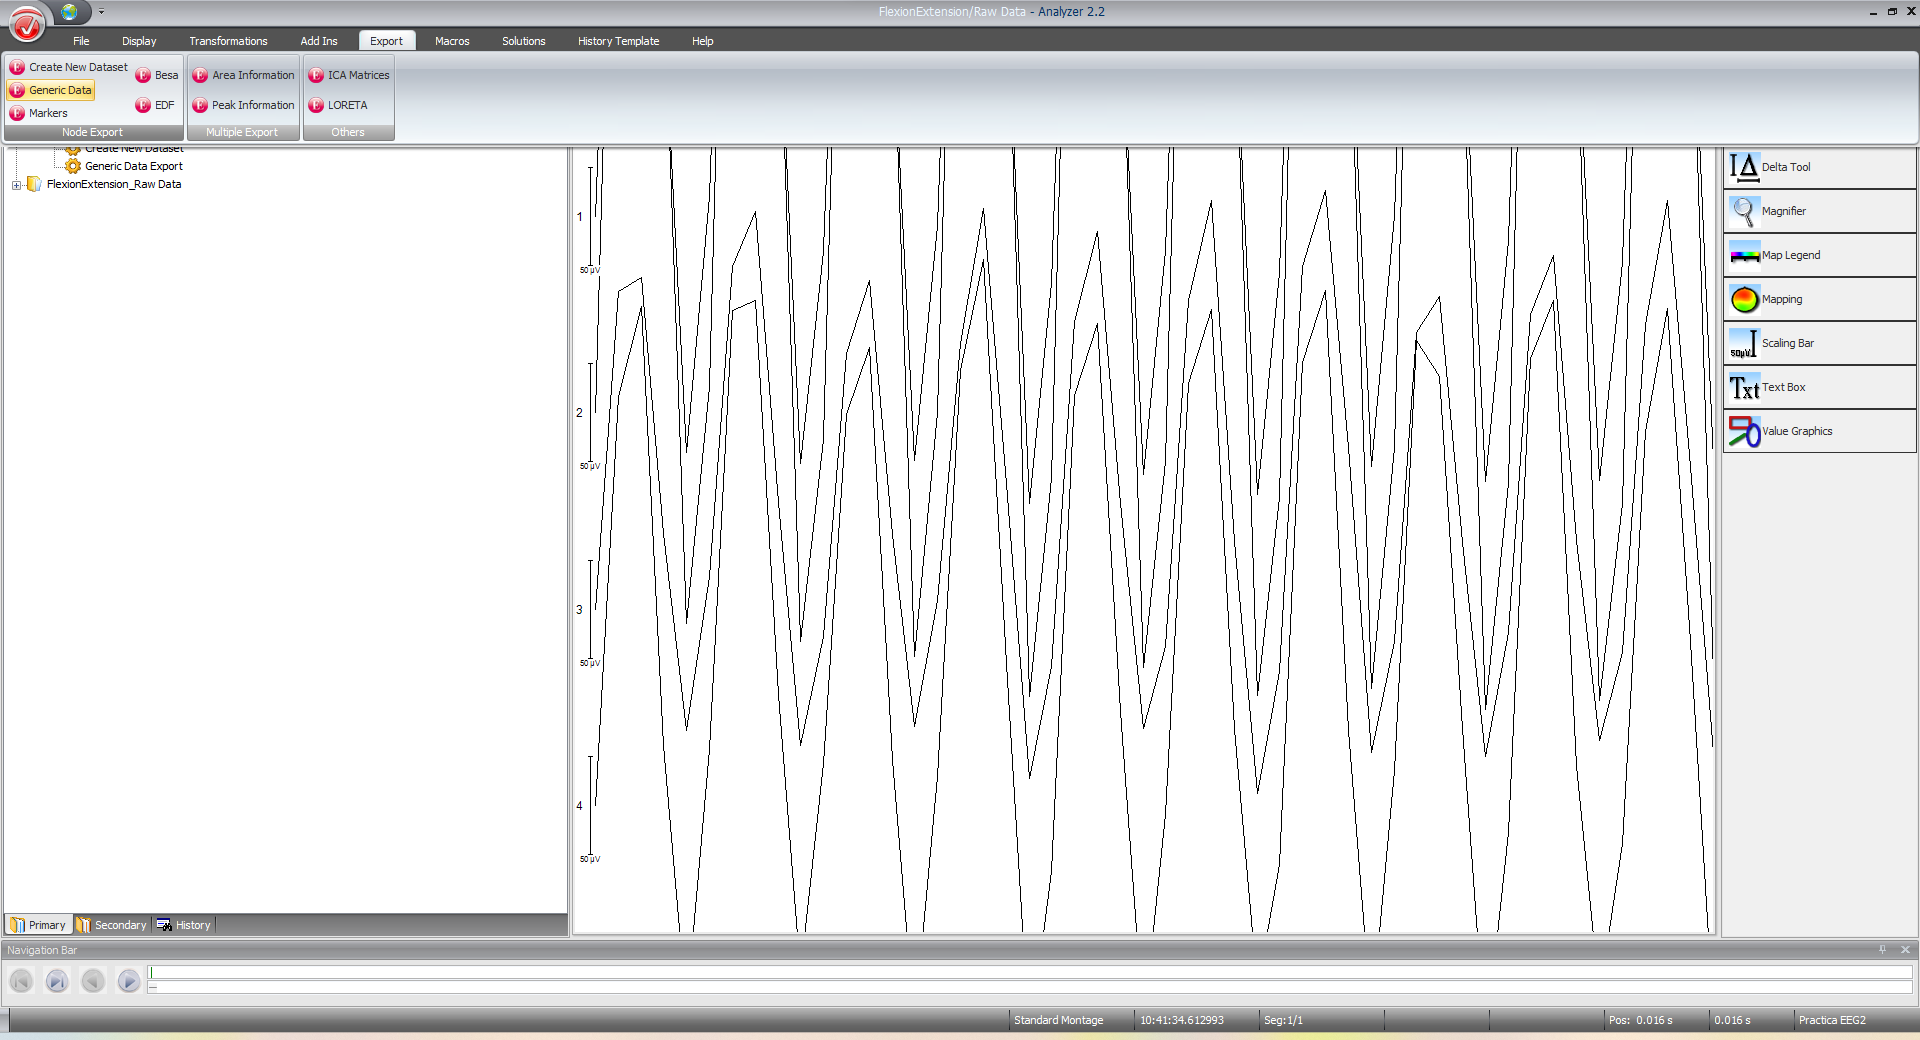 FlexionExtension/Raw Data - Analyzer 2.2
File Display Transformations Add Ins Export Macros Solutions History Template Help
Create New Dataset
Generic Data
Markers
Besa
EDF
Node Export
Area Information
Peak Information
Multiple Export
ICA Matrices
LORETA
Others
Create New Dataset
Generic Data Export
FlexionExtension_Raw Data
1
50 µV
2
50 µV
3
50 µV
4
50 µV
Delta Tool
Magnifier
Map Legend
Mapping
50µV
Scaling Bar
Txt
Text Box
Value Graphics
Primary Secondary History
Navigation Bar
Standard Montage 10:41:34.612993 Seg:1/1 Pos: 0.016 s 0.016 s Practica EEG2